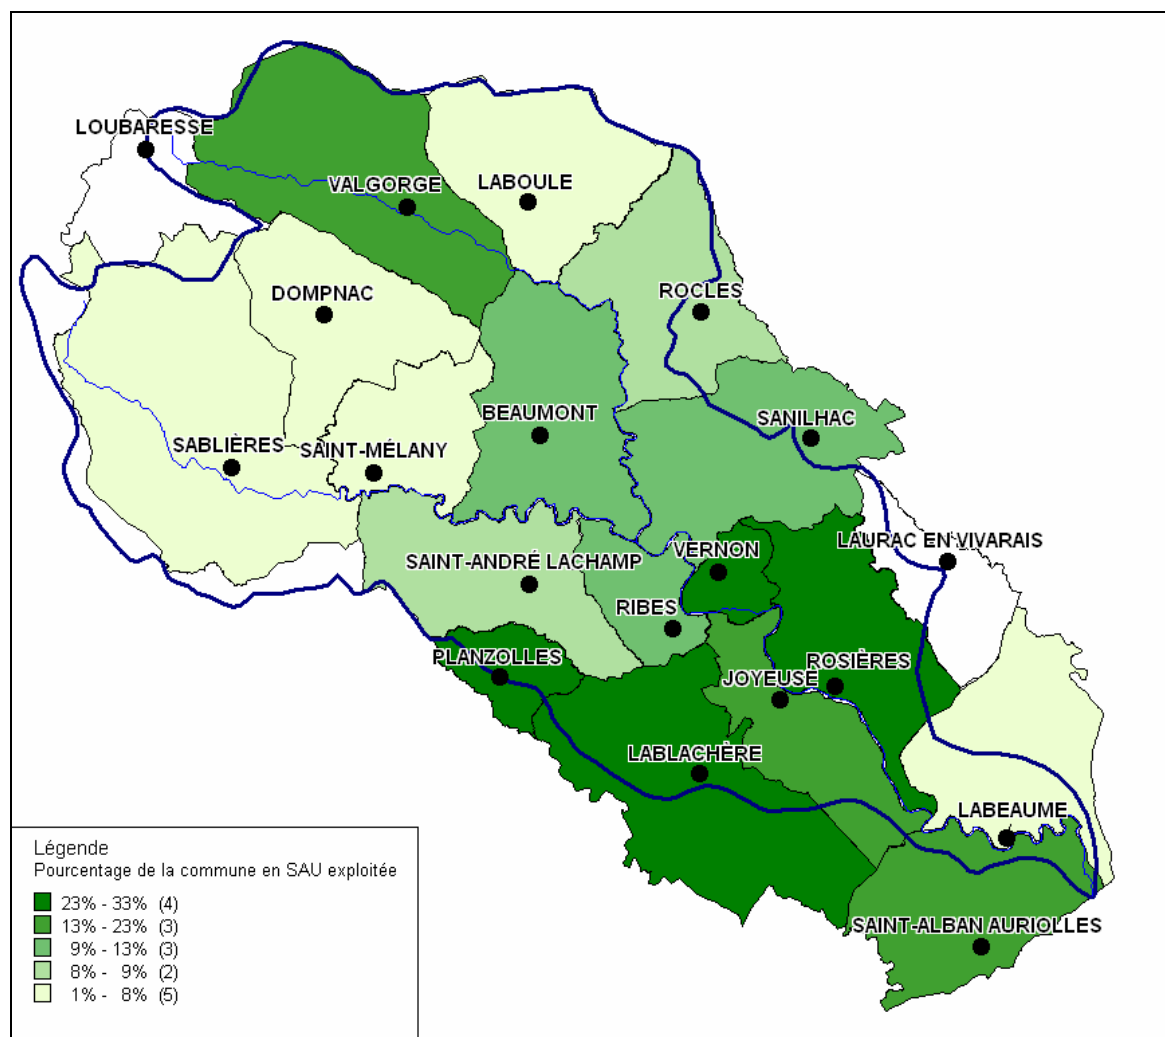 LOUBARESSE
VALGORGE
LABOULE
DOMPNAC
ROCLES
BEAUMONT
SANILHAC
SABLIÈRES
SAINT-MÉLANY
LAURAC EN VIVARAIS
SAINT-ANDRÉ LACHAMP
VERNON
RIBES
PLANZOLLES
ROSIÈRES
JOYEUSE
LABLACHÈRE
LABEAUME
SAINT-ALBAN AURIOLLES
Légende
Pourcentage de la commune en SAU exploitée
23% - 33% (4)
13% - 23% (3)
9% - 13% (3)
8% - 9% (2)
1% - 8% (5)